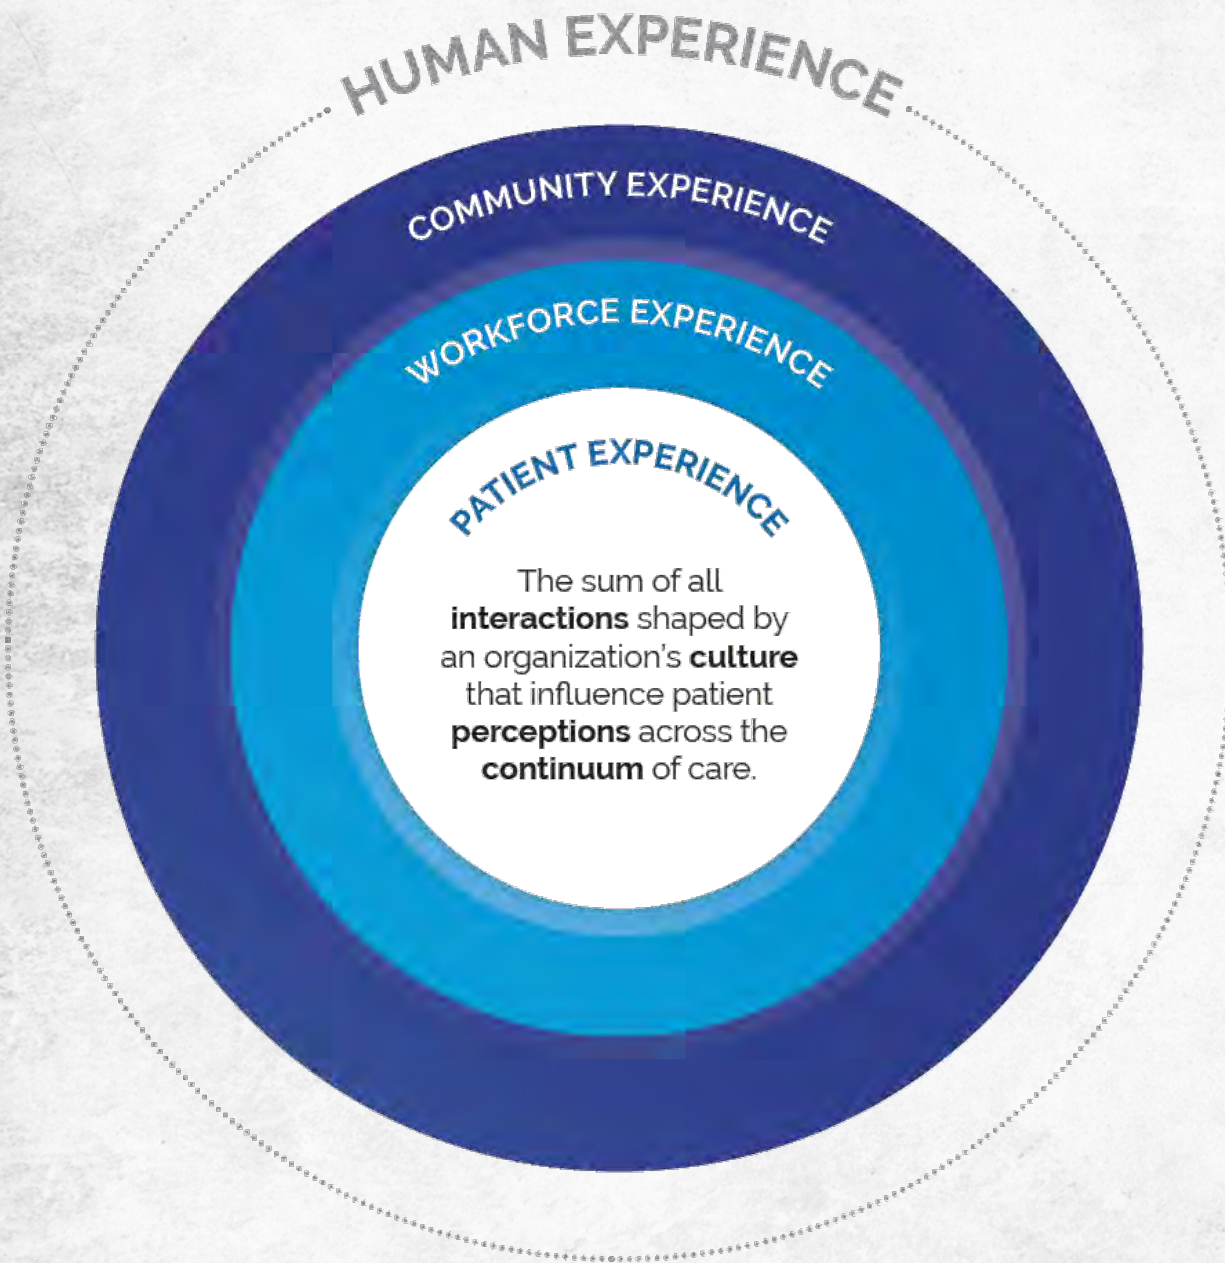 HUMAN EXPERIENCE
COMMUNITY EXPERIENCE
WORKFORCE EXPERIENCE
PATIENT EXPERIENCE
The sum of all
interactions shaped by
an organization’s culture
that influence patient
perceptions across the
continuum of care.